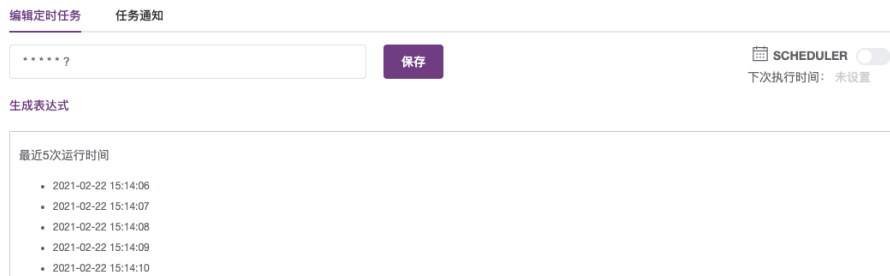 编辑定时任务 任务通知
* * * * * ? 保存 SCHEDULER
下次执行时间： 未设置
生成表达式
最近5次运行时间
2021-02-22 15:14:06
2021-02-22 15:14:07
2021-02-22 15:14:08
2021-02-22 15:14:09
2021-02-22 15:14:10